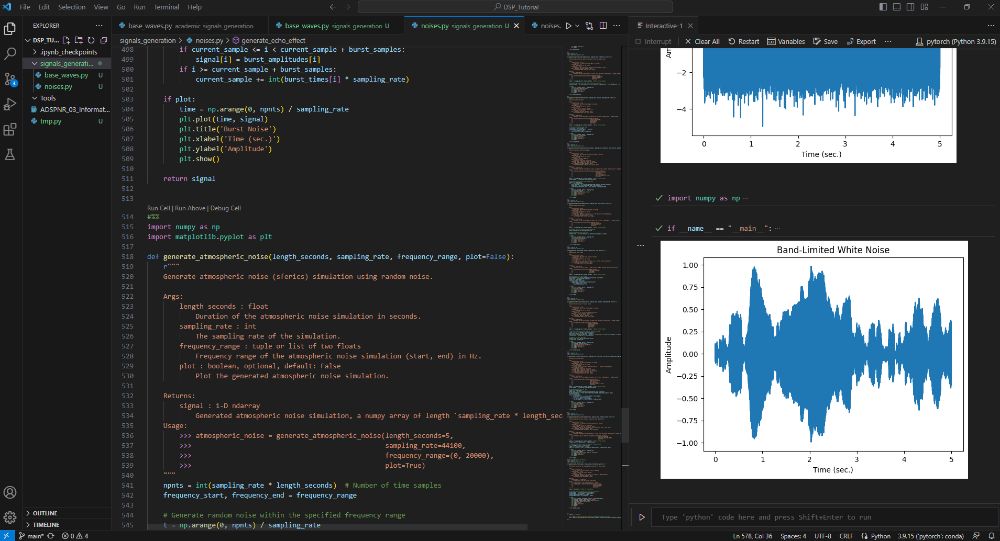 File Edit Selection View Go Run Terminal Help
DSP_Tutorial
EXPLORER
DSP_TU...
.ipynb_checkpoints
signals_generati...
base_waves.py U
noises.py U
Tools
ADSPNR_03_Informat...
tmp.py U
OUTLINE
TIMELINE
base_waves.py academic_signals_generation
base_waves.py signals_generation U
noises.py signals_generation U
noises.
signals_generation > noises.py > generate_echo_effect
498 if current_sample <= i < current_sample + burst_samples:
499 signal[i] = burst_amplitudes[i]
500 if i >= current_sample + burst_samples:
501 current_sample += int(burst_times[i] * sampling_rate)
502
503 if plot:
504 time = np.arange(0, npnts) / sampling_rate
505 plt.plot(time, signal)
506 plt.title('Burst Noise')
507 plt.xlabel('Time (sec.)')
508 plt.ylabel('Amplitude')
509 plt.show()
510
511 return signal
512
513
Run Cell | Run Above | Debug Cell
514 #%%
515 import numpy as np
516 import matplotlib.pyplot as plt
517
518 def generate_atmospheric_noise(length_seconds, sampling_rate, frequency_range, plot=False):
519 r"""
520 Generate atmospheric noise (sferics) simulation using random noise.
521
522 Args:
523 length_seconds : float
524 Duration of the atmospheric noise simulation in seconds.
525 sampling_rate : int
526 The sampling rate of the simulation.
527 frequency_range : tuple or list of two floats
528 Frequency range of the atmospheric noise simulation (start, end) in Hz.
529 plot : boolean, optional, default: False
530 Plot the generated atmospheric noise simulation.
531
532 Returns:
533 signal : 1-D ndarray
534 Generated atmospheric noise simulation, a numpy array of length `sampling_rate * length_sec
535 Usage:
536 >>> atmospheric_noise = generate_atmospheric_noise(length_seconds=5,
537 >>> sampling_rate=44100,
538 >>> frequency_range=(0, 20000),
539 >>> plot=True)
540 """
541 npnts = int(sampling_rate * length_seconds) # Number of time samples
542 frequency_start, frequency_end = frequency_range
543
544 # Generate random noise within the specified frequency range
545 t = np.arange(0, npnts) / sampling_rate
Interactive-1
Interrupt | Clear All Restart Variables Save Export ... pytorch (Python 3.9.15)
−2
−4
0 1 2 3 4 5
Time (sec.)
import numpy as np ...
if __name__ == "__main__": ...
Band-Limited White Noise
1.00
0.75
0.50
0.25
0.00
−0.25
−0.50
−0.75
−1.00
Amplitude
0 1 2 3 4 5
Time (sec.)
Type 'python' code here and press Shift+Enter to run
main* 0 4
Ln 578, Col 36 Spaces: 4 UTF-8 CRLF Python 3.9.15 ('pytorch': conda)
3